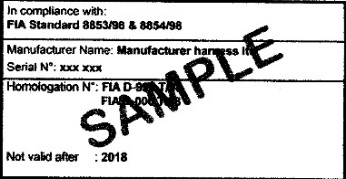 In compliance with:
FIA Standard 8853/98 & 8854/98
Manufacturer Name: Manufacturer harness
Serial N°: xxx xxx
Homologation N°: FIA
FIA
Not valid after : 2018
SAMPLE